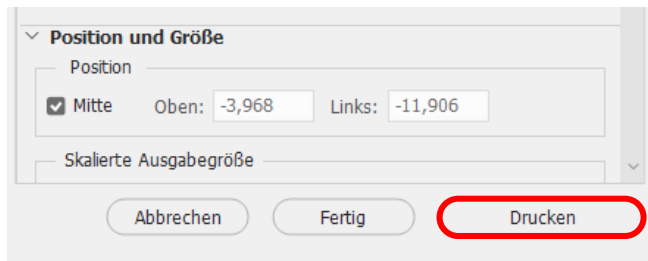 Position und Größe
Position
Mitte Oben: -3,968 Links: -11,906
Skalierte Ausgabegröße
Abbrechen Fertig Drucken